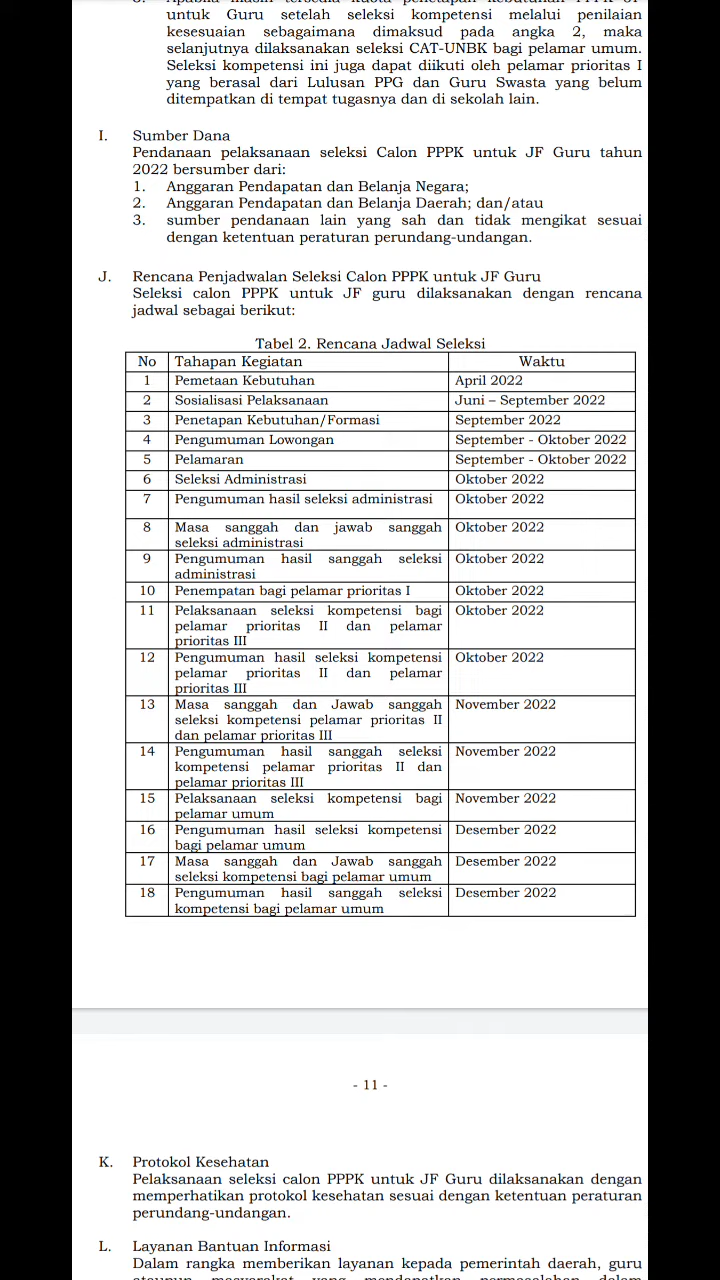 untuk Guru setelah seleksi kompetensi melalui penilaian
kesesuaian sebagaimana dimaksud pada angka 2, maka
selanjutnya dilaksanakan seleksi CAT-UNBK bagi pelamar umum.
Seleksi kompetensi ini juga dapat diikuti oleh pelamar prioritas I
yang berasal dari Lulusan PPG dan Guru Swasta yang belum
ditempatkan di tempat tugasnya dan di sekolah lain.
I. Sumber Dana
Pendanaan pelaksanaan seleksi Calon PPPK untuk JF Guru tahun
2022 bersumber dari:
1. Anggaran Pendapatan dan Belanja Negara;
2. Anggaran Pendapatan dan Belanja Daerah; dan/atau
3. sumber pendanaan lain yang sah dan tidak mengikat sesuai
dengan ketentuan peraturan perundang-undangan.
J. Rencana Penjadwalan Seleksi Calon PPPK untuk JF Guru
Seleksi calon PPPK untuk JF guru dilaksanakan dengan rencana
jadwal sebagai berikut:
Tabel 2. Rencana Jadwal Seleksi
No Tahapan Kegiatan Waktu
1 Pemetaan Kebutuhan April 2022
2 Sosialisasi Pelaksanaan Juni – September 2022
3 Penetapan Kebutuhan/Formasi September 2022
4 Pengumuman Lowongan September - Oktober 2022
5 Pelamaran September - Oktober 2022
6 Seleksi Administrasi Oktober 2022
7 Pengumuman hasil seleksi administrasi Oktober 2022
8 Masa sanggah dan jawab sanggah Oktober 2022
seleksi administrasi
9 Pengumuman hasil sanggah seleksi Oktober 2022
administrasi
10 Penempatan bagi pelamar prioritas I Oktober 2022
11 Pelaksanaan seleksi kompetensi bagi Oktober 2022
pelamar prioritas II dan pelamar
prioritas III
12 Pengumuman hasil seleksi kompetensi Oktober 2022
pelamar prioritas II dan pelamar
prioritas III
13 Masa sanggah dan Jawab sanggah November 2022
seleksi kompetensi pelamar prioritas II
dan pelamar prioritas III
14 Pengumuman hasil sanggah seleksi November 2022
kompetensi pelamar prioritas II dan
pelamar prioritas III
15 Pelaksanaan seleksi kompetensi bagi November 2022
pelamar umum
16 Pengumuman hasil seleksi kompetensi Desember 2022
bagi pelamar umum
17 Masa sanggah dan Jawab sanggah Desember 2022
seleksi kompetensi bagi pelamar umum
18 Pengumuman hasil sanggah seleksi Desember 2022
kompetensi bagi pelamar umum
- 11 -
K. Protokol Kesehatan
Pelaksanaan seleksi calon PPPK untuk JF Guru dilaksanakan dengan
memperhatikan protokol kesehatan sesuai dengan ketentuan peraturan
perundang-undangan.
L. Layanan Bantuan Informasi
Dalam rangka memberikan layanan kepada pemerintah daerah, guru